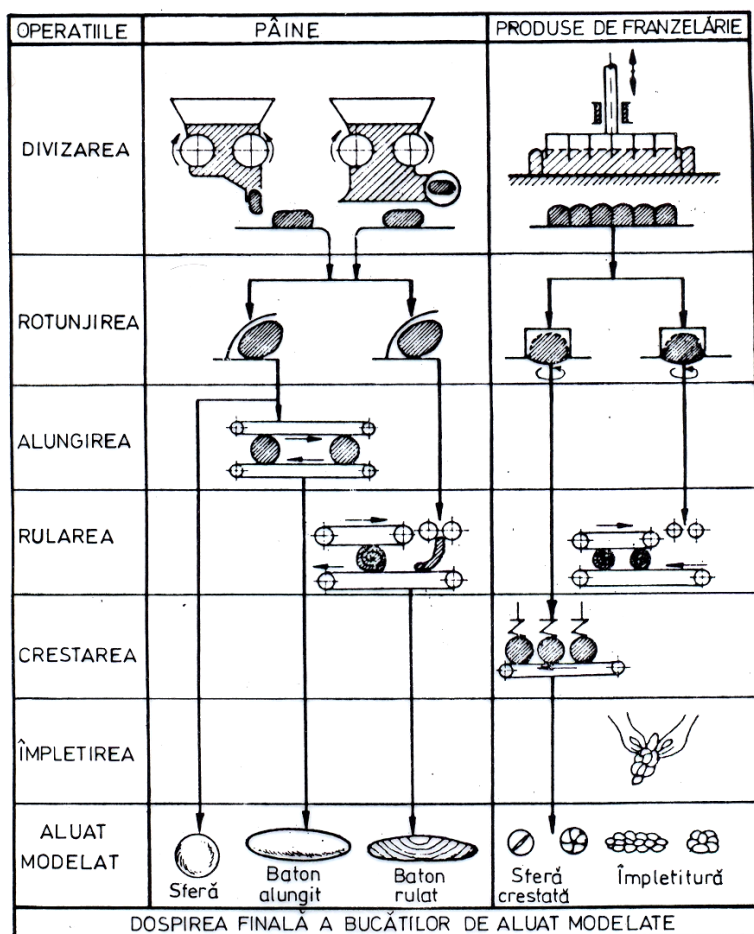 OPERATIILE
PÂINE
PRODUSE DE FRANZELĂRIE
DIVIZAREA
ROTUNJIREA
ALUNGIREA
RULAREA
CRESTAREA
ÎMPLETIREA
ALUAT
MODELAT
Sferă
Baton
alungit
Baton
rulat
Sferă
crestată
Împletitură
DOSPIREA FINALĂ A BUCĂTILOR DE ALUAT MODELATE